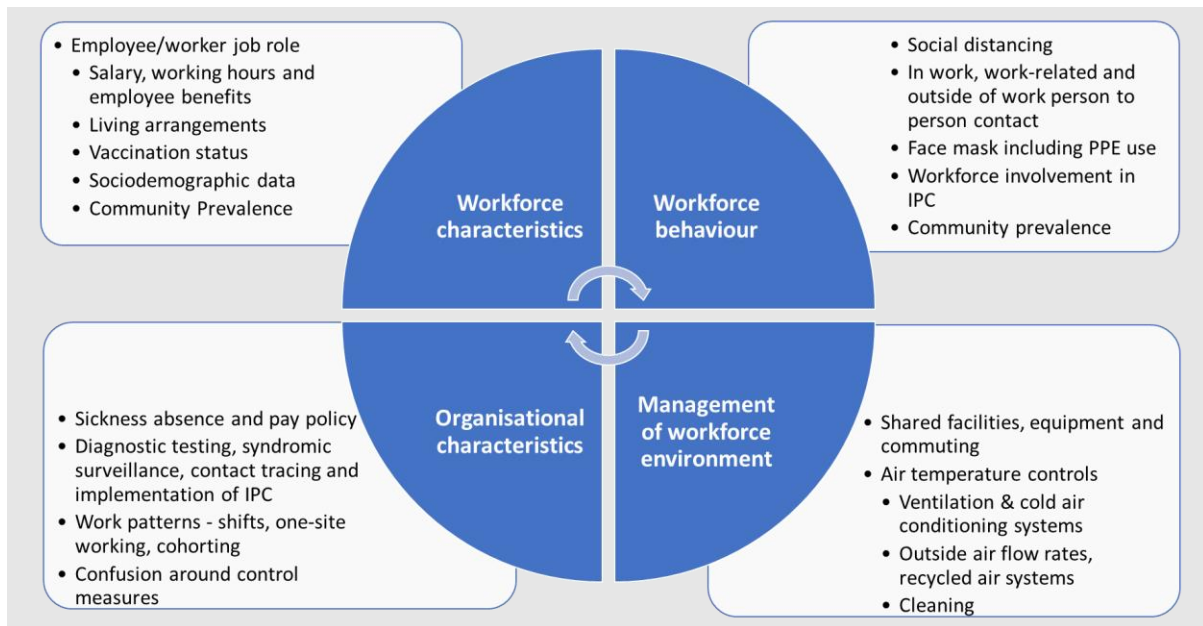 • Employee/worker job role
• Salary, working hours and
employee benefits
• Living arrangements
• Vaccination status
• Sociodemographic data
• Community Prevalence
• Social distancing
• In work, work-related and
outside of work person to
person contact
• Face mask including PPE use
• Workforce involvement in
IPC
• Community prevalence
Workforce
characteristics
Workforce
behaviour
Organisational
characteristics
Management
of workforce
environment
• Sickness absence and pay policy
• Diagnostic testing, syndromic
surveillance, contact tracing and
implementation of IPC
• Work patterns - shifts, one-site
working, cohorting
• Confusion around control
measures
• Shared facilities, equipment and
commuting
• Air temperature controls
• Ventilation & cold air
conditioning systems
• Outside air flow rates,
recycled air systems
• Cleaning